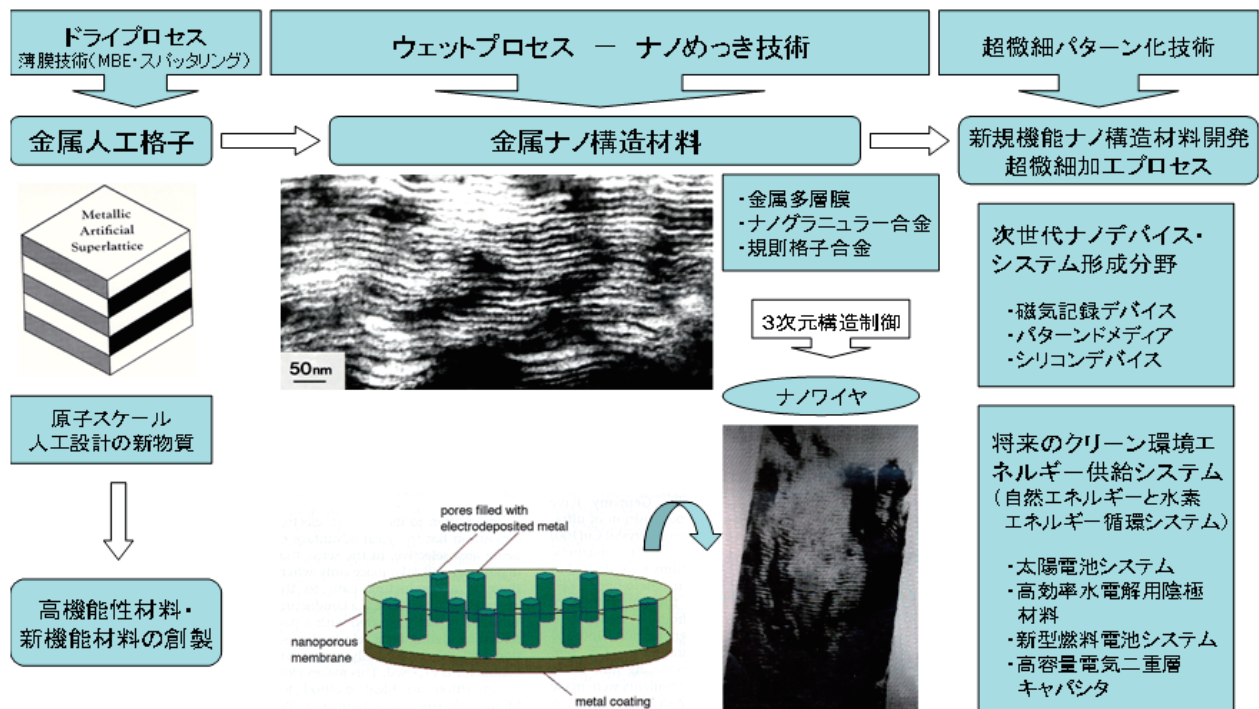 ドライプロセス
薄膜技術(MBE・スパッタリング)
ウェットプロセス － ナノめっき技術
超微細パターン化技術
金属人工格子
金属ナノ構造材料
新規機能ナノ構造材料開発
超微細加工プロセス
Metallic
Artificial
Superlattice
50nm
・金属多層膜
・ナノグラニュラー合金
・規則格子合金
3次元構造制御
ナノワイヤ
次世代ナノデバイス・
システム形成分野
・磁気記録デバイス
・パターンドメディア
・シリコンデバイス
原子スケール
人工設計の新物質
高機能性材料・
新機能材料の創製
pores filled with
electrodeposited metal
nanoporous
membrane
metal coating
将来のクリーン環境エ
ネルギー供給システム
(自然エネルギーと水素
エネルギー循環システム)
・太陽電池システム
・高効率水電解用陰極
材料
・新型燃料電池システム
・高容量電気二重層
キャパシタ